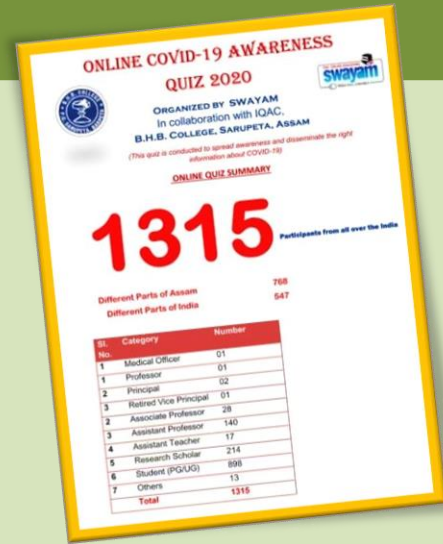 ONLINE COVID-19 AWARENESS
QUIZ 2020
swayam
ORGANIZED BY SWAYAM
In collaboration with IQAC,
B.H.B. COLLEGE, SARUPETA, ASSAM
(This quiz is conducted to spread awareness and disseminate the right
information about COVID-19)
ONLINE QUIZ SUMMARY
1315 Participants from all over the India
Different Parts of Assam 768
Different Parts of India 547
Sl. No. Category Number
1 Medical Officer 01
1 Professor 01
2 Principal 02
3 Retired Vice Principal 01
2 Associate Professor 28
3 Assistant Professor 140
4 Assistant Teacher 17
5 Research Scholar 214
6 Student (PG/UG) 898
7 Others 13
Total 1315